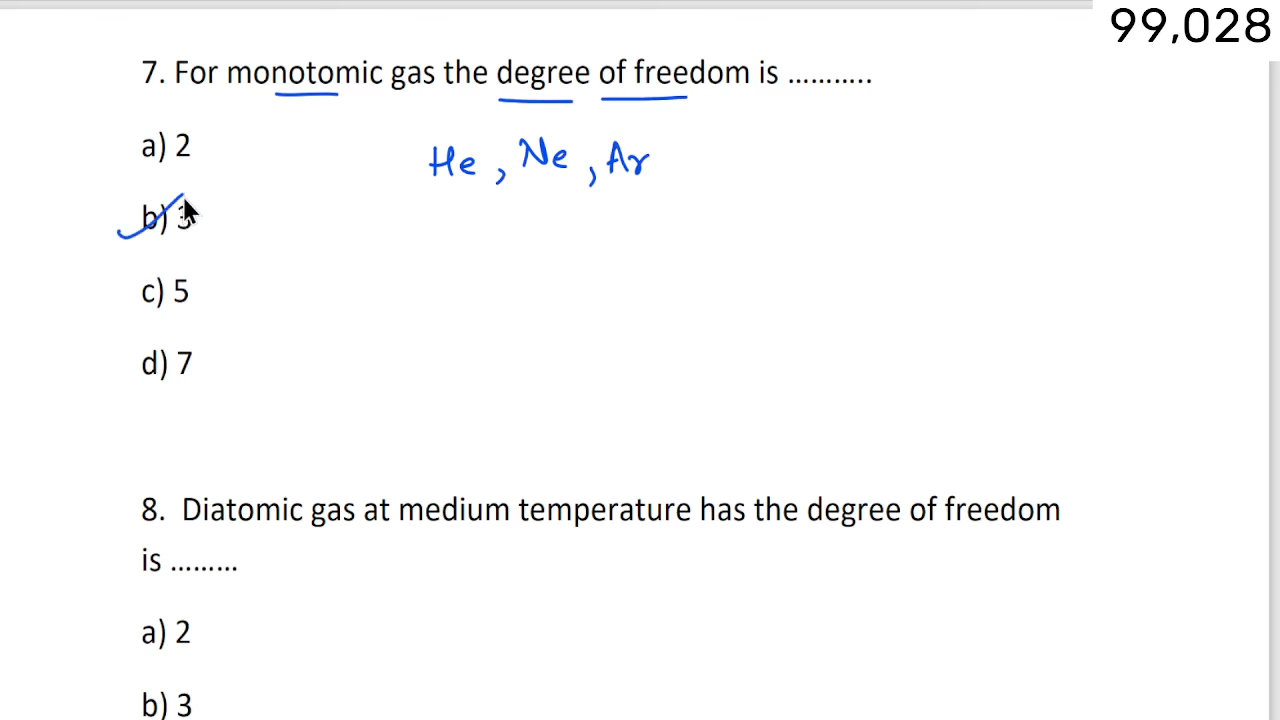 99,028
7. For monotomic gas the degree of freedom is ...........
a) 2
He , Ne , Ar
b) 3
c) 5
d) 7
8. Diatomic gas at medium temperature has the degree of freedom
is .........
a) 2
b) 3